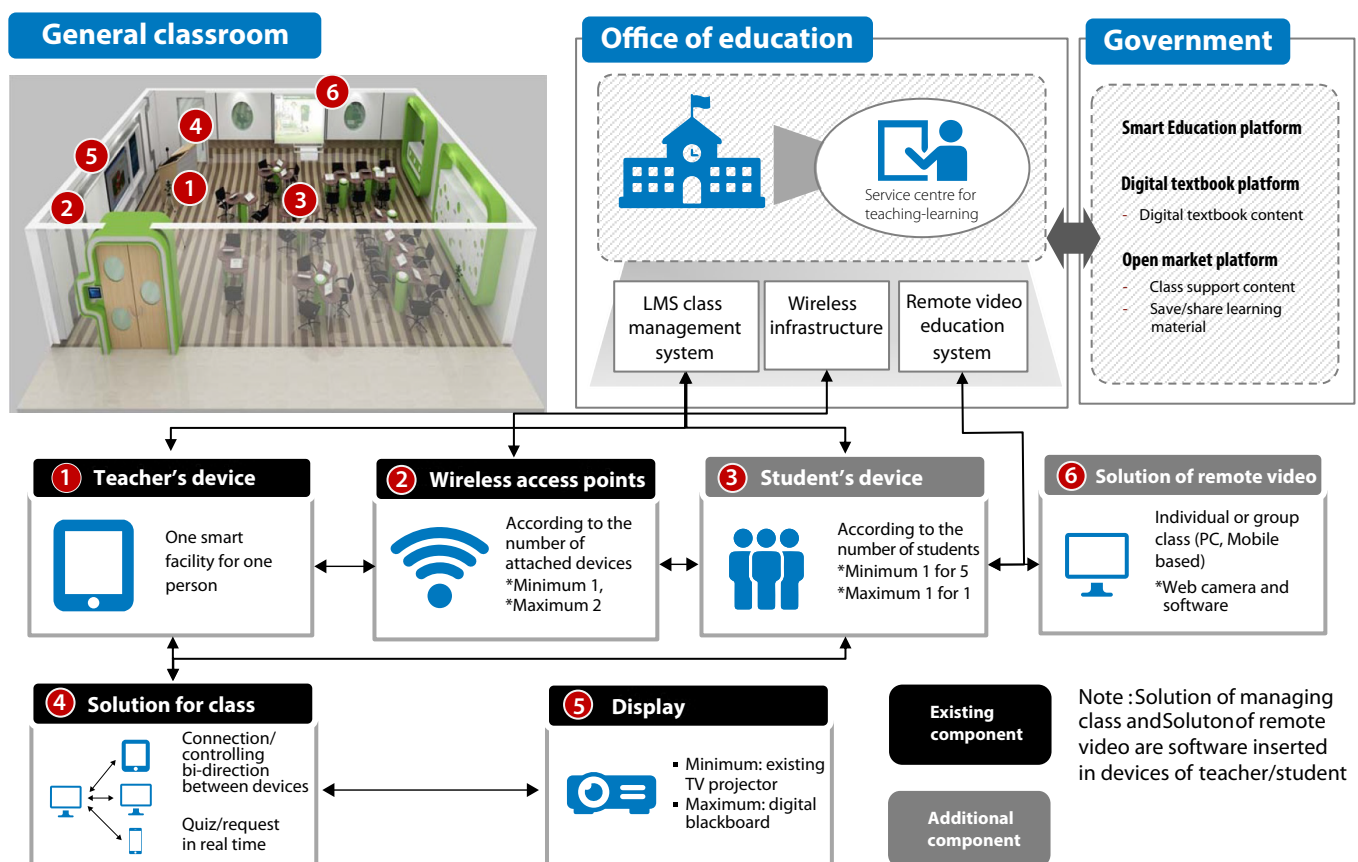 General classroom
6
4
5
1
3
2
Office of education
Service centre for
teaching-learning
LMS class
management
system
Wireless
infrastructure
Remote video
education
system
Government
Smart Education platform
Digital textbook platform
- Digital textbook content
Open market platform
- Class support content
- Save/share learning
material
1 Teacher's device
One smart
facility for one
person
2 Wireless access points
According to the
number of
attached devices
*Minimum 1,
*Maximum 2
3 Student's device
According to the
number of students
*Minimum 1 for 5
*Maximum 1 for 1
6 Solution of remote video
Individual or group
class (PC, Mobile
based)
*Web camera and
software
4 Solution for class
Connection/
controlling
bi-direction
between devices
Quiz/request
in real time
5 Display
▪ Minimum: existing
TV projector
▪ Maximum: digital
blackboard
Existing
component
Additional
component
Note :Solution of managing
class andSolutonof remote
video are software inserted
in devices of teacher/student